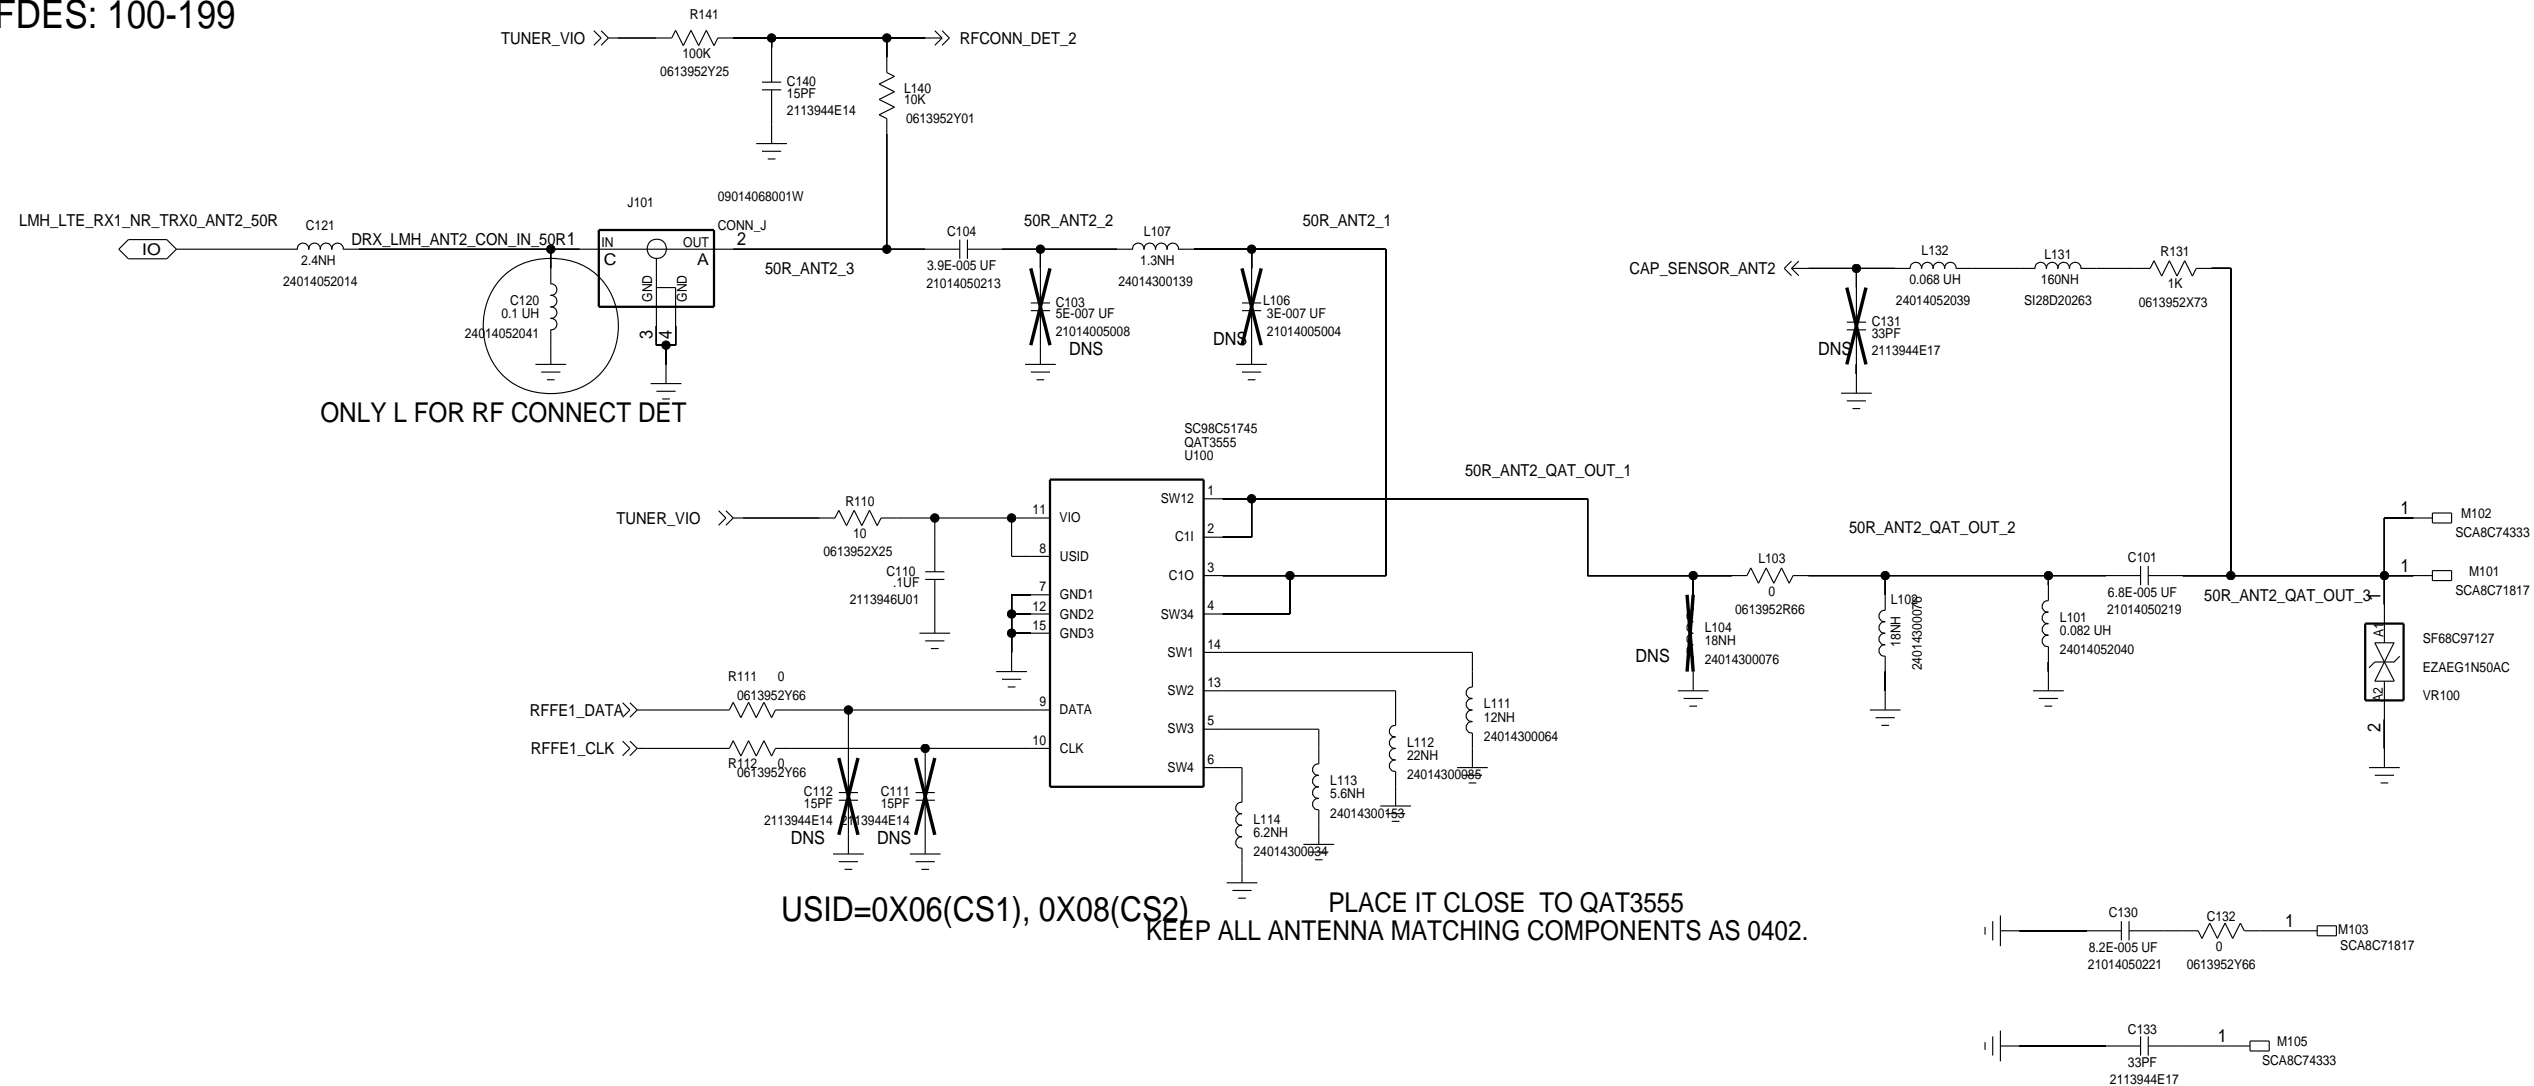 FDES: 100-199
R141
TUNER_VIO
100K
0613952Y25
RFCONN_DET_2
C140
15PF
2113944E14
L140
10K
0613952Y01
LMH_LTE_RX1_NR_TRX0_ANT2_50R
IO
C121
2.4NH
24014052014
DRX_LMH_ANT2_CON_IN_50R1
C120
0.1 UH
24014052041
J101
09014068001W
CONN_J
IN
OUT
C
A
2
GND
GND
3
4
50R_ANT2_3
ONLY L FOR RF CONNECT DET
C104
3.9E-005 UF
21014050213
50R_ANT2_2
C103
5E-007 UF
21014005008
DNS
L107
1.3NH
24014300139
50R_ANT2_1
L106
3E-007 UF
21014005004
DNS
CAP_SENSOR_ANT2
L132
0.068 UH
24014052039
L131
160NH
SI28D20263
R131
1K
0613952X73
C131
33PF
2113944E17
DNS
SC98C51745
QAT3555
U100
TUNER_VIO
R110
10
0613952X25
C110
.1UF
2113946U01
11 VIO
8 USID
7 GND1
12 GND2
15 GND3
9 DATA
10 CLK
SW12 1
C1I 2
C1O 3
SW34 4
SW1 14
SW2 13
SW3 5
SW4 6
R111 0
0613952Y66
RFFE1_DATA
RFFE1_CLK
R112 0
0613952Y66
C112
15PF
2113944E14
DNS
C111
15PF
2113944E14
DNS
L111
12NH
24014300064
L112
22NH
24014300085
L113
5.6NH
24014300153
L114
6.2NH
24014300034
50R_ANT2_QAT_OUT_1
L104
18NH
24014300076
DNS
L103
0
0613952R66
50R_ANT2_QAT_OUT_2
L102
18NH
24014300076
L101
0.082 UH
24014052040
C101
6.8E-005 UF
21014050219
50R_ANT2_QAT_OUT_3
1
M102
SCA8C74333
1
M101
SCA8C71817
1
A1
A2
2
SF68C97127
EZAEG1N50AC
VR100
USID=0X06(CS1), 0X08(CS2)
PLACE IT CLOSE TO QAT3555
KEEP ALL ANTENNA MATCHING COMPONENTS AS 0402.
C130
8.2E-005 UF
21014050221
C132
0
0613952Y66
1
M103
SCA8C71817
C133
33PF
2113944E17
1
M105
SCA8C74333